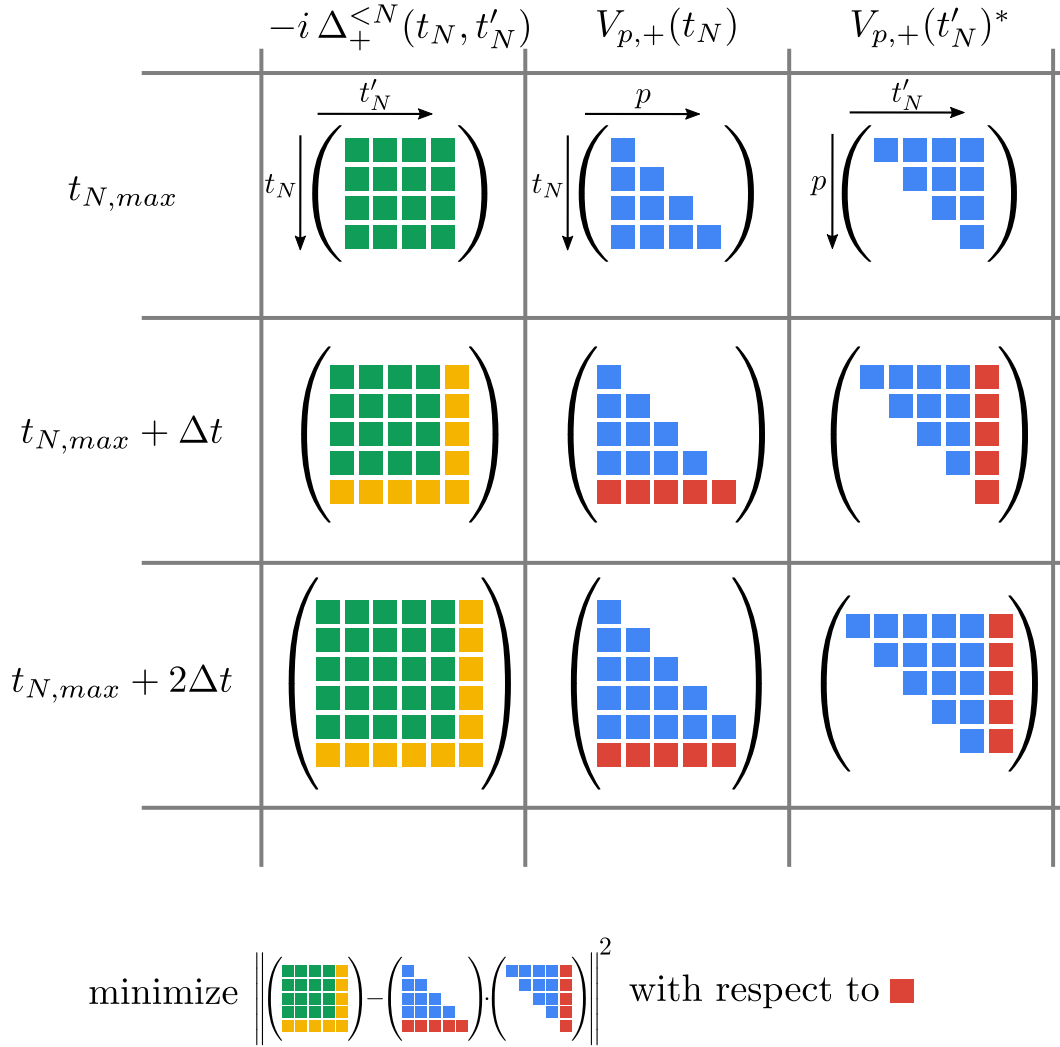 −i Δ₊^{<N}(t_N, t′_N) V_{p,+}(t_N) V_{p,+}(t′_N)*
t′_N p t′_N
t_{N,max} t_N t_N p
t_{N,max} + Δt
t_{N,max} + 2Δt
minimize ‖( ) − ( ) · ( )‖² with respect to